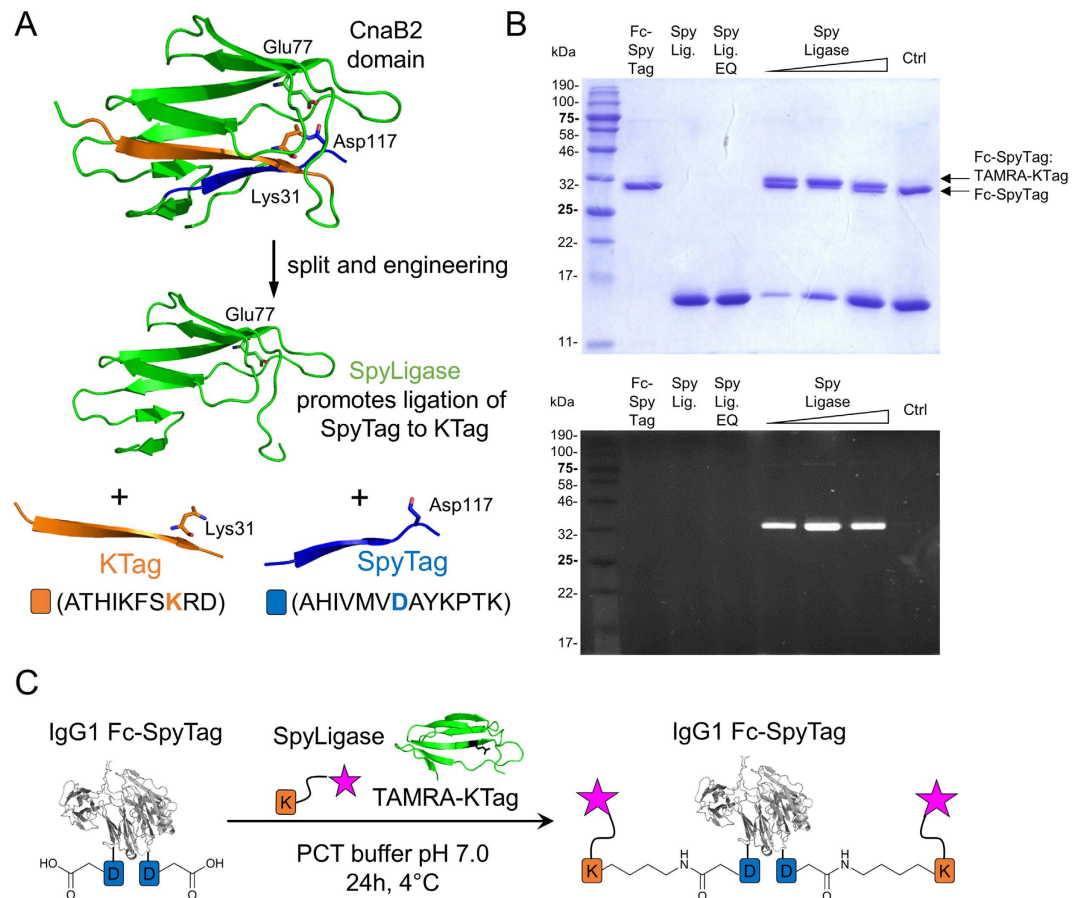 A
Glu77
CnaB2
domain
Asp117
Lys31
split and engineering
Glu77
SpyLigase
promotes ligation of
SpyTag to KTag
+
+
Lys31
Asp117
KTag
SpyTag
(ATHIKFSKRD)
(AHIVMVDAYKPTK)
B
kDa
Fc-
Spy
Tag
Spy
Lig.
Spy
Lig.
EQ
Spy
Ligase
Ctrl
190-
100-
75-
58-
46-
32-
25-
22-
17-
11-
Fc-SpyTag:
TAMRA-KTag
Fc-SpyTag
kDa
Fc-
Spy
Tag
Spy
Lig.
Spy
Lig.
EQ
Spy
Ligase
Ctrl
190-
100-
75-
58-
46-
32-
25-
22-
17-
C
IgG1 Fc-SpyTag
HO
O
D
D
OH
O
SpyLigase
K
TAMRA-KTag
PCT buffer pH 7.0
24h, 4°C
IgG1 Fc-SpyTag
K
H
N
O
D
D
O
H
N
K